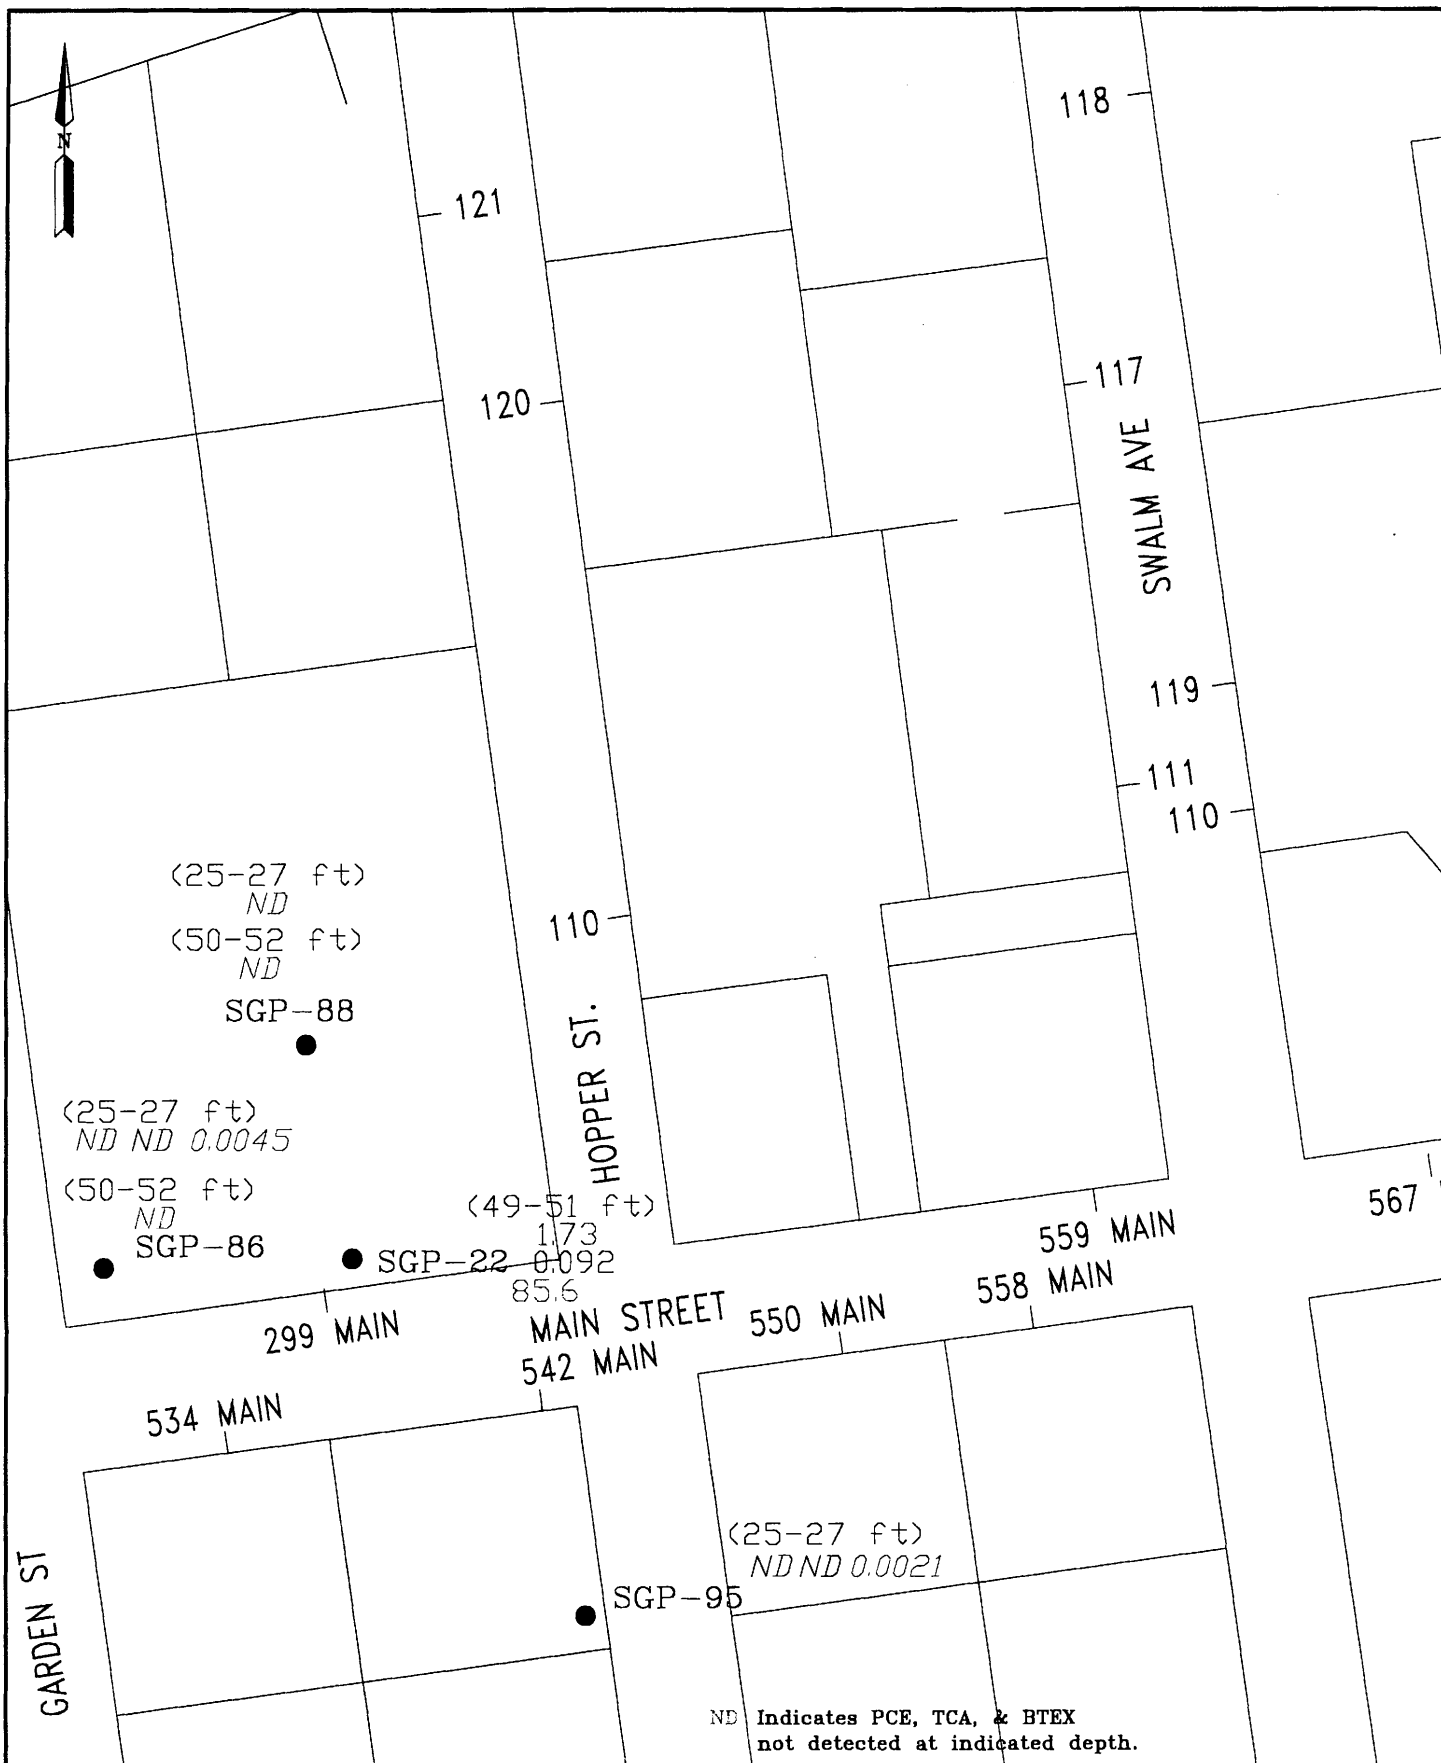 N
118
121
117
120
SWALM AVE
119
111
110
(25-27 ft)
ND
(50-52 ft)
ND
SGP-88
110
HOPPER ST.
(25-27 ft)
ND ND 0.0045
(50-52 ft)
ND
SGP-86
(49-51 ft)
1.73
SGP-22 0.092
85.6
567
559 MAIN
558 MAIN
550 MAIN
MAIN STREET
299 MAIN
542 MAIN
534 MAIN
(25-27 ft)
ND ND 0.0021
SGP-95
GARDEN ST
ND Indicates PCE, TCA, & BTEX
not detected at indicated depth.